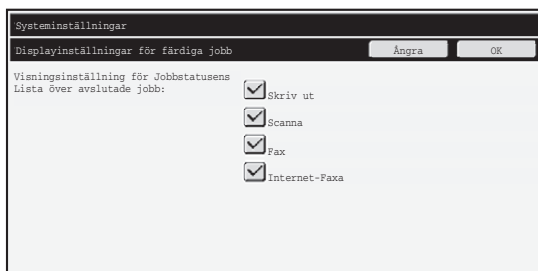 Systeminställningar
Displayinställningar för färdiga jobb
Ångra
OK
Visningsinställning för Jobbstatusens
Lista över avslutade jobb:
Skriv ut
Scanna
Fax
Internet-Faxa